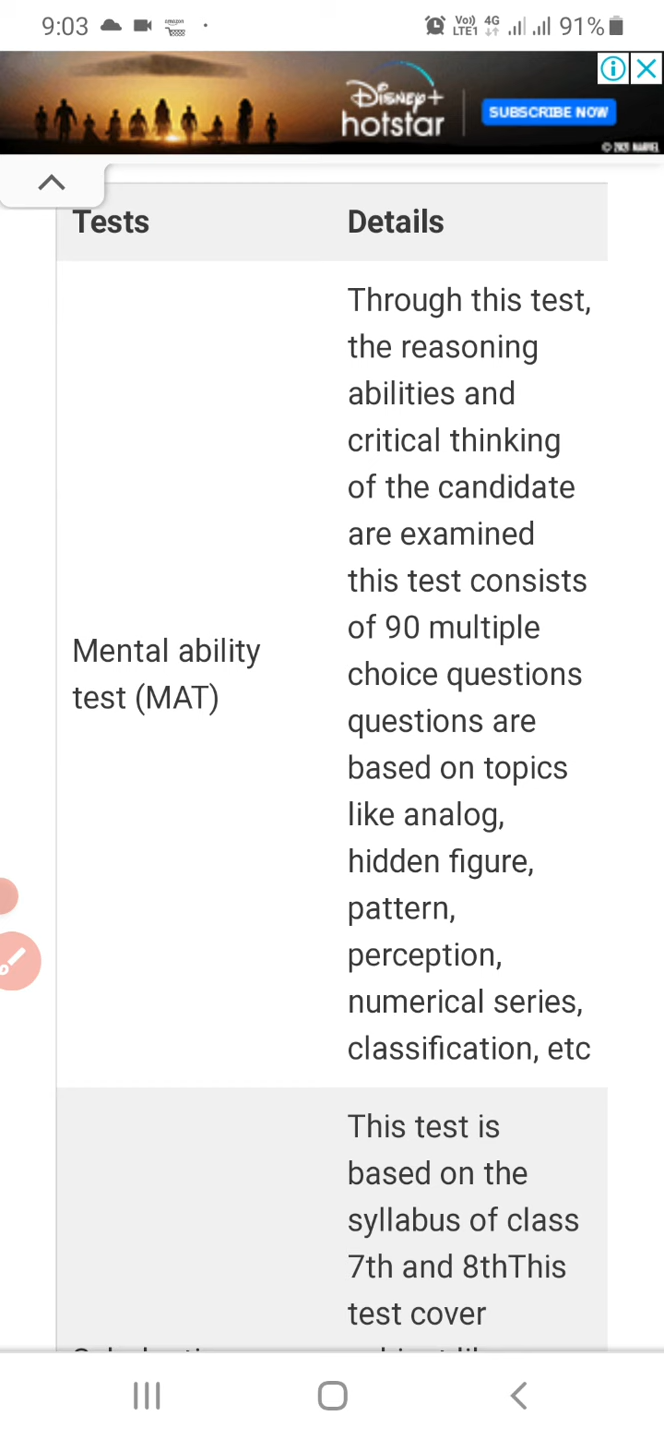 9:03
Vo)) 4G 91%
LTE1
Disney+
hotstar
SUBSCRIBE NOW
Tests Details
Through this test,
the reasoning
abilities and
critical thinking
of the candidate
are examined
this test consists
of 90 multiple
Mental ability
test (MAT)
choice questions
questions are
based on topics
like analog,
hidden figure,
pattern,
perception,
numerical series,
classification, etc
This test is
based on the
syllabus of class
7th and 8thThis
test cover